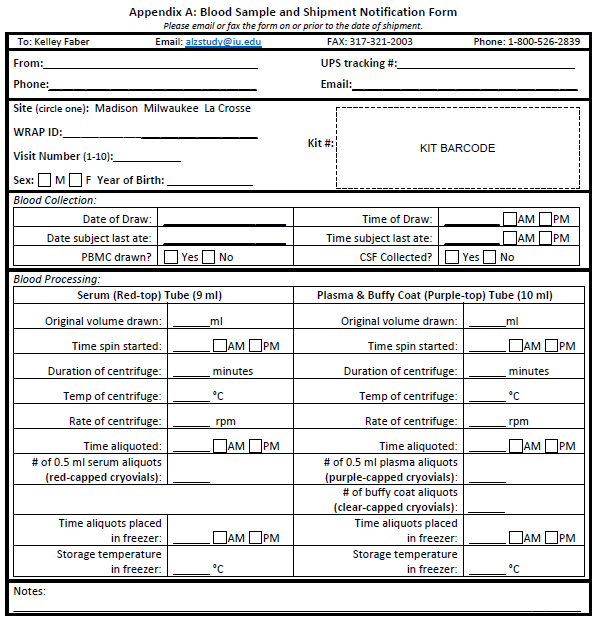 Appendix A: Blood Sample and Shipment Notification Form
Please email or fax the form on or prior to the date of shipment.
To: Kelley Faber Email: alzstudy@iu.edu FAX: 317-321-2003 Phone: 1-800-526-2839
From: UPS tracking #:
Phone: Email:
Site (circle one): Madison Milwaukee La Crosse
WRAP ID:
Kit #: KIT BARCODE
Visit Number (1-10):
Sex: M F Year of Birth:
Blood Collection:
Date of Draw: Time of Draw: AM PM
Date subject last ate: Time subject last ate: AM PM
PBMC drawn? Yes No CSF Collected? Yes No
Blood Processing:
Serum (Red-top) Tube (9 ml) Plasma & Buffy Coat (Purple-top) Tube (10 ml)
Original volume drawn: ml Original volume drawn: ml
Time spin started: AM PM Time spin started: AM PM
Duration of centrifuge: minutes Duration of centrifuge: minutes
Temp of centrifuge: °C Temp of centrifuge: °C
Rate of centrifuge: rpm Rate of centrifuge: rpm
Time aliquoted: AM PM Time aliquoted: AM PM
# of 0.5 ml serum aliquots # of 0.5 ml plasma aliquots
(red-capped cryovials): (purple-capped cryovials):
# of buffy coat aliquots
(clear-capped cryovials):
Time aliquots placed Time aliquots placed
in freezer: AM PM in freezer: AM PM
Storage temperature Storage temperature
in freezer: °C in freezer: °C
Notes: